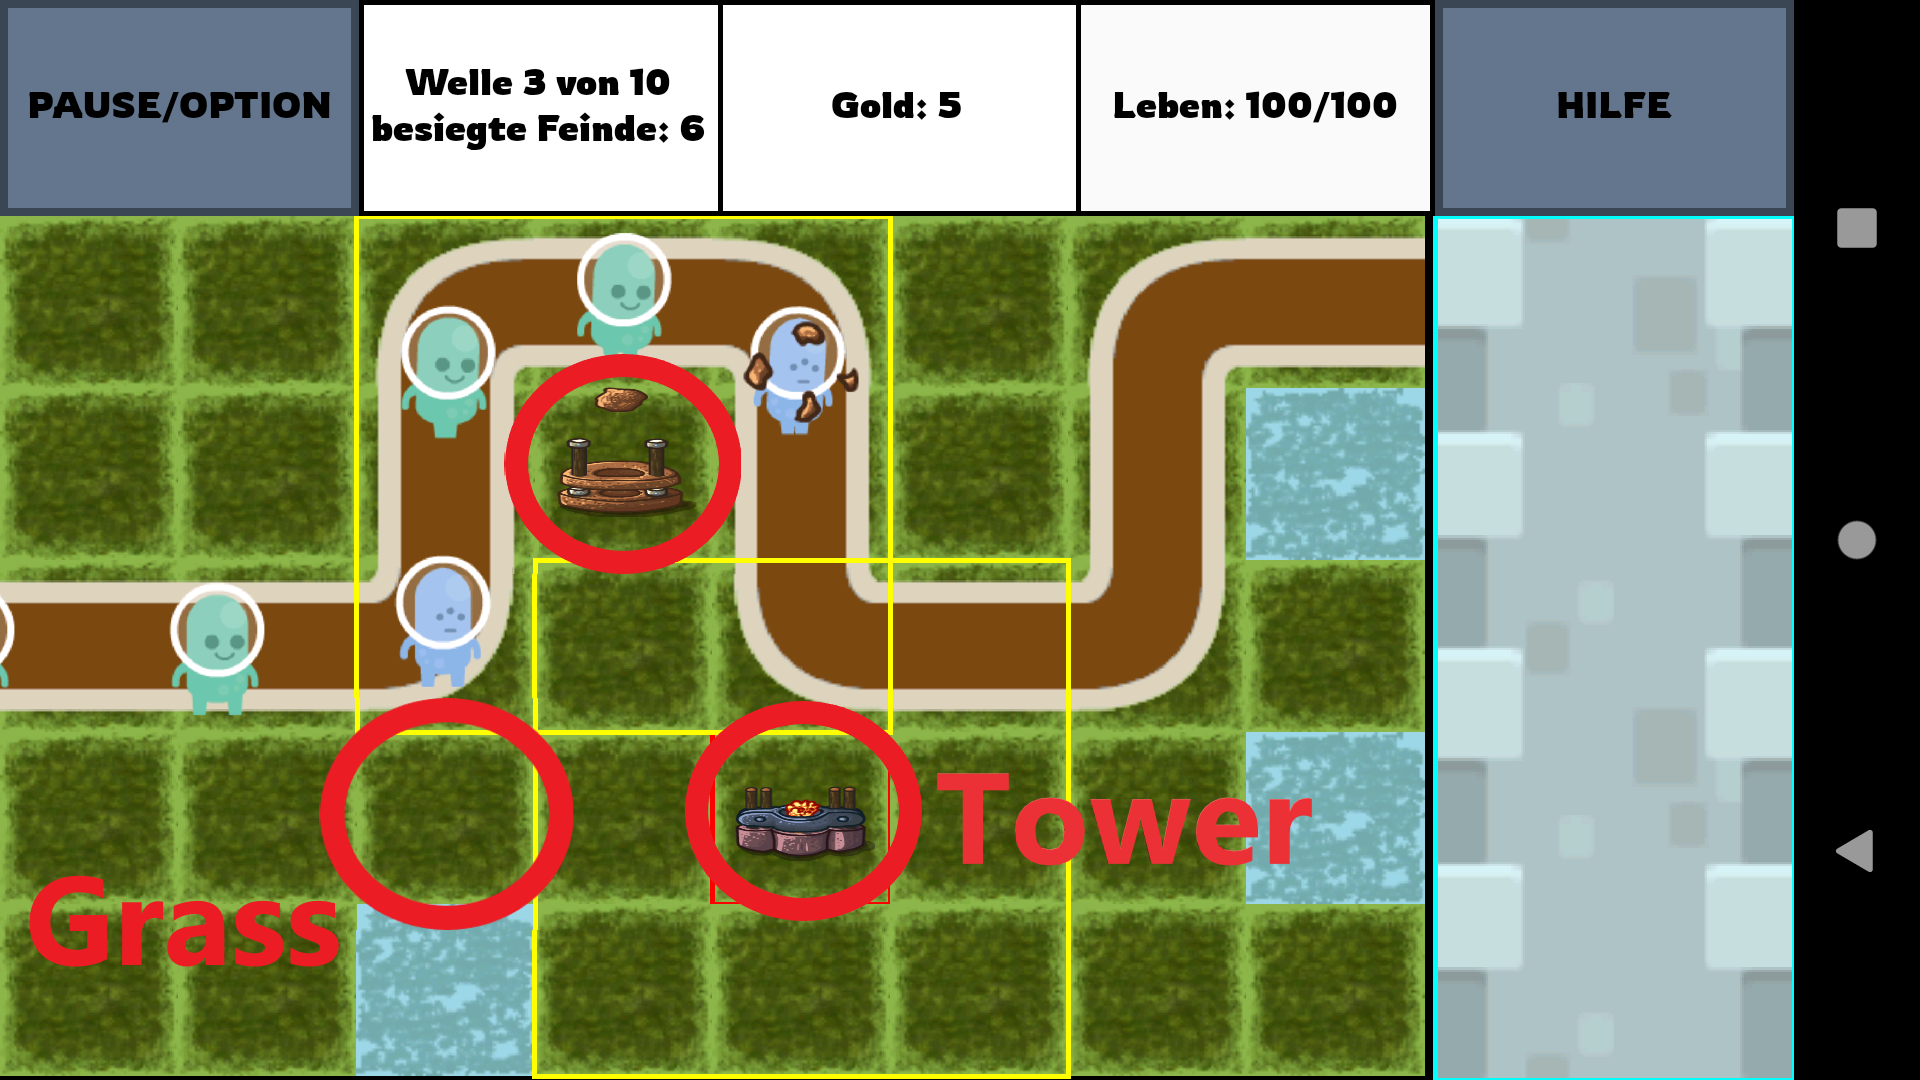 PAUSE/OPTION
Welle 3 von 10
besiegte Feinde: 6
Gold: 5
Leben: 100/100
HILFE
Tower
Grass